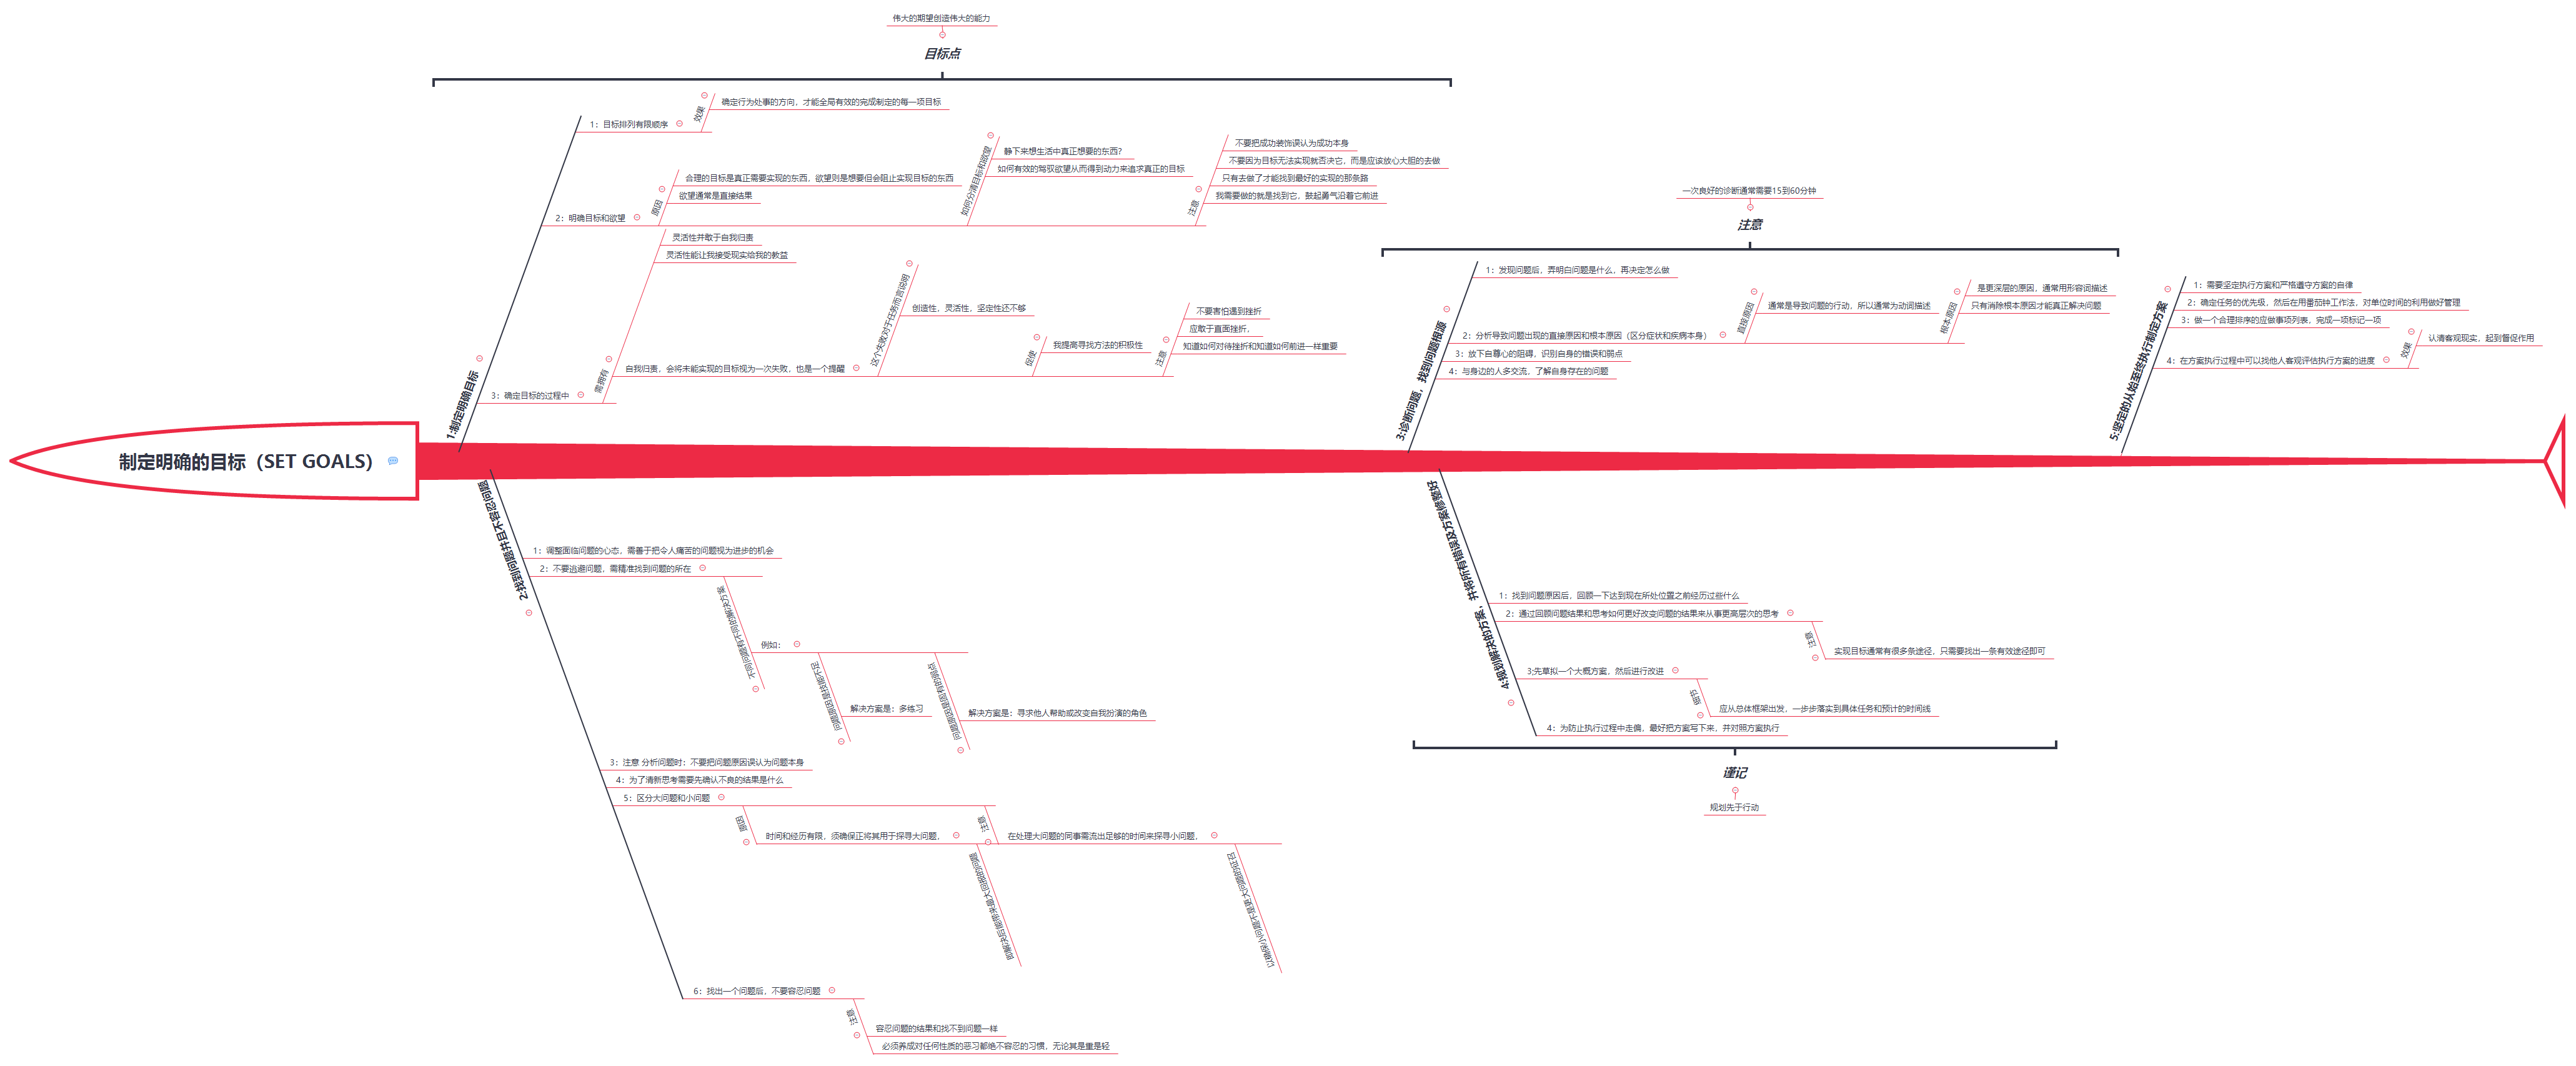 制定明确的目标（SET GOALS）
伟大的期望创造伟大的能力
目标点
1:制定明确目标
1：目标排列有限顺序
效果
确定行为处事的方向，才能全局有效的完成制定的每一项目标
2：明确目标和欲望
原因
合理的目标是真正需要实现的东西，欲望则是想要但会阻止实现目标的东西
欲望通常是直接结果
如何分清目标和欲望
静下来想生活中真正想要的东西？
如何有效的驾驭欲望从而得到动力来追求真正的目标
注意
不要把成功装饰误认为成功本身
不要因为目标无法实现就否决它，而是应该放心大胆的去做
只有去做了才能找到最好的实现的那条路
我需要做的就是找到它，鼓起勇气沿着它前进
3：确定目标的过程中
需拥有
灵活性并敢于自我归责
灵活性能让我接受现实给我的教益
自我归责，会将未能实现的目标视为一次失败，也是一个提醒
这个失败对于任务而言说明
创造性，灵活性，坚定性还不够
促使
我提高寻找方法的积极性
注意
不要害怕遇到挫折
应敢于直面挫折，
知道如何对待挫折和知道如何前进一样重要
2:找到问题并且不容忍问题
1：调整面临问题的心态，需善于把令人痛苦的问题视为进步的机会
2：不要逃避问题，需精准找到问题的所在
不同问题有不同的解决方案
例如：
问题原因是技能不足
解决方案是：多练习
问题原因是固有的弱点
解决方案是：寻求他人帮助或改变自我扮演的角色
3：注意 分析问题时；不要把问题原因误认为问题本身
4：为了清新思考需要先确认不良的结果是什么
5：区分大问题和小问题
原因
时间和经历有限，须确保正将其用于探寻大问题，
即解决后能带来最大回报的问题
注意
在处理大问题的同事需流出足够的时间来探寻小问题，
以确保小问题不是更大问题的征召
6：找出一个问题后，不要容忍问题
注意
容忍问题的结果和找不到问题一样
必须养成对任何性质的恶习都绝不容忍的习惯，无论其是重是轻
一次良好的诊断通常需要15到60分钟
注意
3:诊断问题，找到问题根源
1：发现问题后，弄明白问题是什么，再决定怎么做
2：分析导致问题出现的直接原因和根本原因（区分症状和疾病本身）
直接原因
通常是导致问题的行动，所以通常为动词描述
根本原因
是更深层的原因，通常用形容词描述
只有消除根本原因才能真正解决问题
3：放下自尊心的阻碍，识别自身的错误和弱点
4：与身边的人多交流，了解自身存在的问题
4:规划解决的方案，并将所有错误及方案修整好
1：找到问题原因后，回顾一下达到现在所处位置之前经历过些什么
2：通过回顾问题结果和思考如何更好改变问题的结果来从事更高层次的思考
注意
实现目标通常有很多条途径，只需要找出一条有效途径即可
3:先草拟一个大概方案，然后进行改进
细节
应从总体框架出发，一步步落实到具体任务和预计的时间线
4：为防止执行过程中走偏，最好把方案写下来，并对照方案执行
谨记
规划先于行动
5:坚定的从始至终执行制定方案
1：需要坚定执行方案和严格遵守方案的自律
2：确定任务的优先级，然后在用番茄钟工作法，对单位时间的利用做好管理
3：做一个合理排序的应做事项列表，完成一项标记一项
4：在方案执行过程中可以找他人客观评估执行方案的进度
效果
认清客观现实，起到督促作用